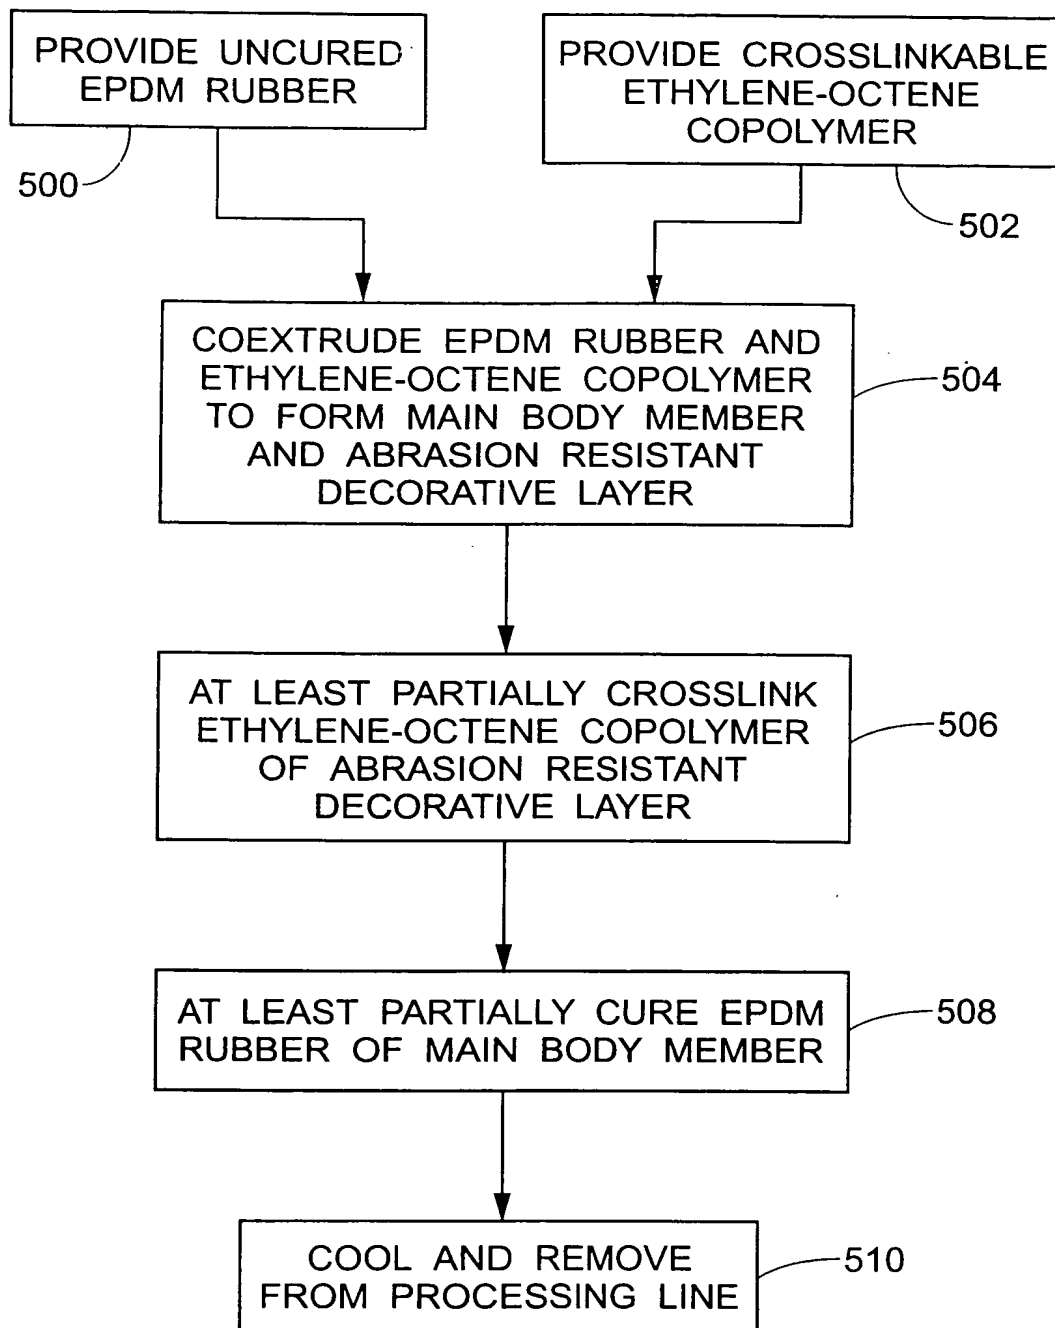 PROVIDE UNCURED
EPDM RUBBER
500
PROVIDE CROSSLINKABLE
ETHYLENE-OCTENE
COPOLYMER
502
COEXTRUDE EPDM RUBBER AND
ETHYLENE-OCTENE COPOLYMER
TO FORM MAIN BODY MEMBER
AND ABRASION RESISTANT
DECORATIVE LAYER
504
AT LEAST PARTIALLY CROSSLINK
ETHYLENE-OCTENE COPOLYMER
OF ABRASION RESISTANT
DECORATIVE LAYER
506
AT LEAST PARTIALLY CURE EPDM
RUBBER OF MAIN BODY MEMBER
508
COOL AND REMOVE
FROM PROCESSING LINE
510